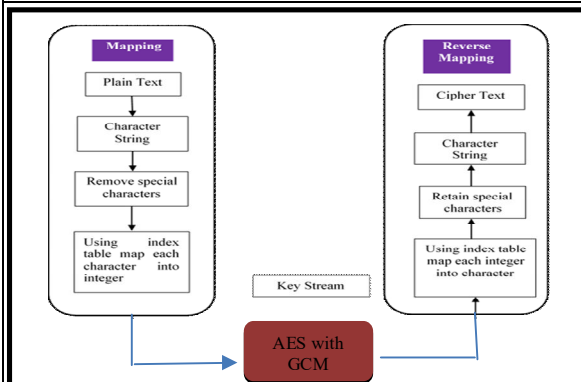 Mapping
Plain Text
Character
String
Remove special
characters
Using index
table map each
character into
integer
Key Stream
AES with
GCM
Reverse
Mapping
Cipher Text
Character
String
Retain special
characters
Using index table
map each integer
into character